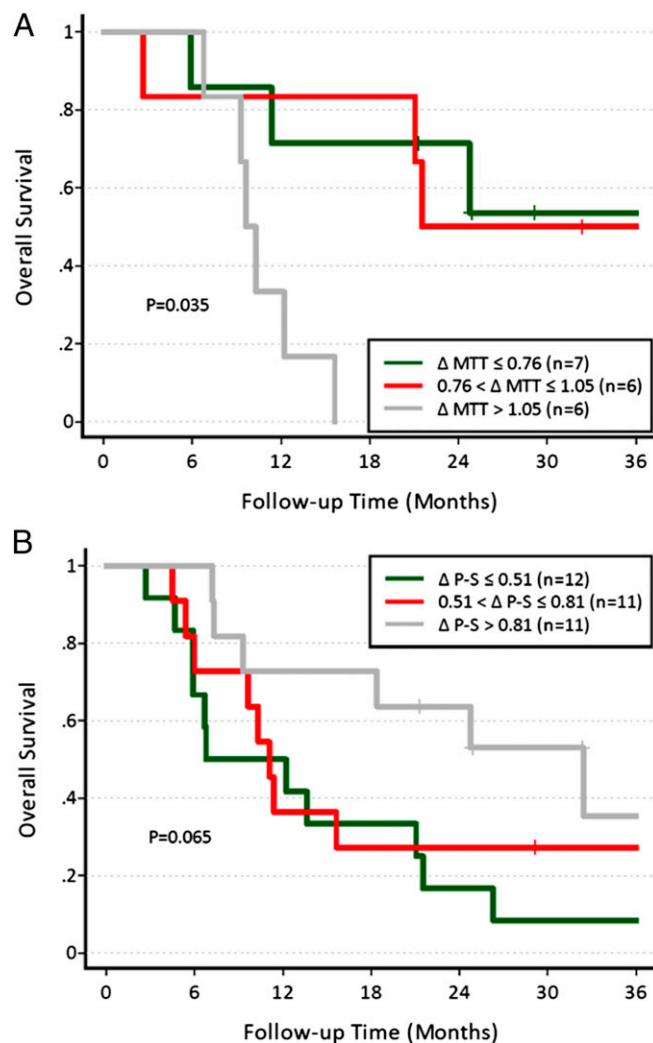 A
1
.8
.6
.4
.2
0
Overall Survival
P=0.035
Δ MTT ≤ 0.76 (n=7)
0.76 < Δ MTT ≤ 1.05 (n=6)
Δ MTT > 1.05 (n=6)
0 6 12 18 24 30 36
Follow-up Time (Months)
B
1
.8
.6
.4
.2
0
Overall Survival
Δ P-S ≤ 0.51 (n=12)
0.51 < Δ P-S ≤ 0.81 (n=11)
Δ P-S > 0.81 (n=11)
P=0.065
0 6 12 18 24 30 36
Follow-up Time (Months)